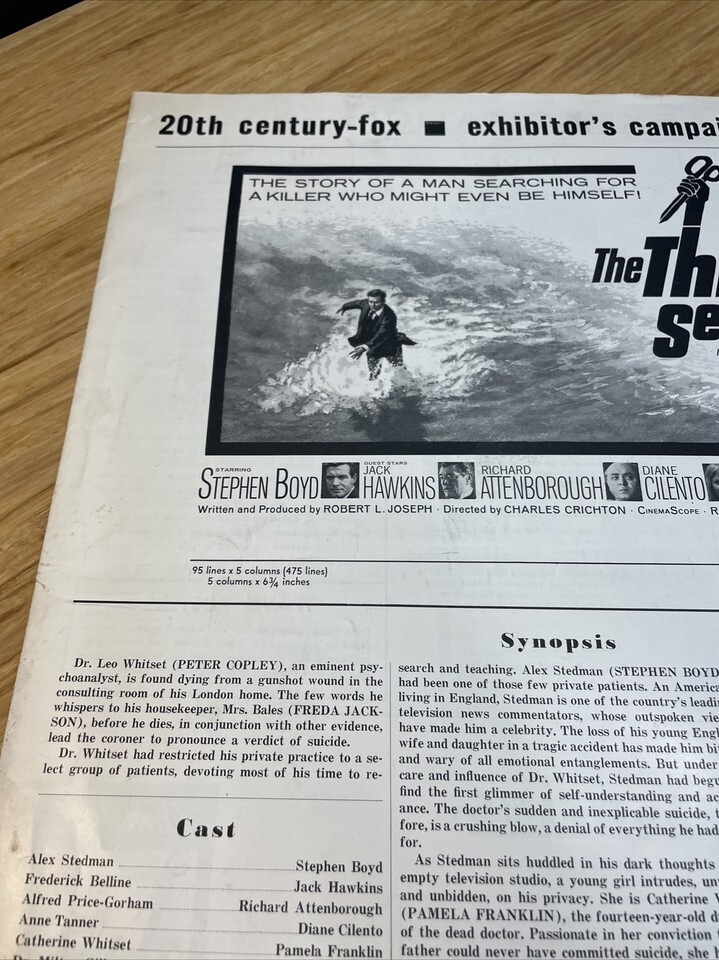 20th century-fox ■ exhibitor's
THE STORY OF A MAN SEARCHING FOR
A KILLER WHO MIGHT EVEN BE HIMSELF!
The
STARRING
STEPHEN BOYD
GUEST STARS
JACK
HAWKINS
RICHARD
ATTENBOROUGH
DIANE
CILENTO
Written and Produced by ROBERT L. JOSEPH · Directed by CHARLES CRICHTON · CINEMASCOPE ·
95 lines x 5 columns (475 lines)
5 columns x 6¾ inches
Synopsis
Dr. Leo Whitset (PETER COPLEY), an eminent psy-
choanalyst, is found dying from a gunshot wound in the
consulting room of his London home. The few words he
whispers to his housekeeper, Mrs. Bales (FREDA JACK-
SON), before he dies, in conjunction with other evidence,
lead the coroner to pronounce a verdict of suicide.
Dr. Whitset had restricted his private practice to a se-
lect group of patients, devoting most of his time to re-
search and teaching. Alex Stedman (STEPHEN BOYD
had been one of those few private patients. An
living in England, Stedman is one of the country's
television news commentators, whose outspoken
have made him a celebrity. The loss of his young
wife and daughter in a tragic accident has made him
and wary of all emotional entanglements. But under
care and influence of Dr. Whitset, Stedman had
find the first glimmer of self-understanding and
ance. The doctor's sudden and inexplicable suicide,
fore, is a crushing blow, a denial of everything he had
for.
As Stedman sits huddled in his dark thoughts
empty television studio, a young girl intrudes,
and unbidden, on his privacy. She is Catherine
(PAMELA FRANKLIN), the fourteen-year-old
of the dead doctor. Passionate in her conviction
father could never have committed suicide, she
Cast
Alex Stedman Stephen Boyd
Frederick Belline Jack Hawkins
Alfred Price-Gorham Richard Attenborough
Anne Tanner Diane Cilento
Catherine Whitset Pamela Franklin